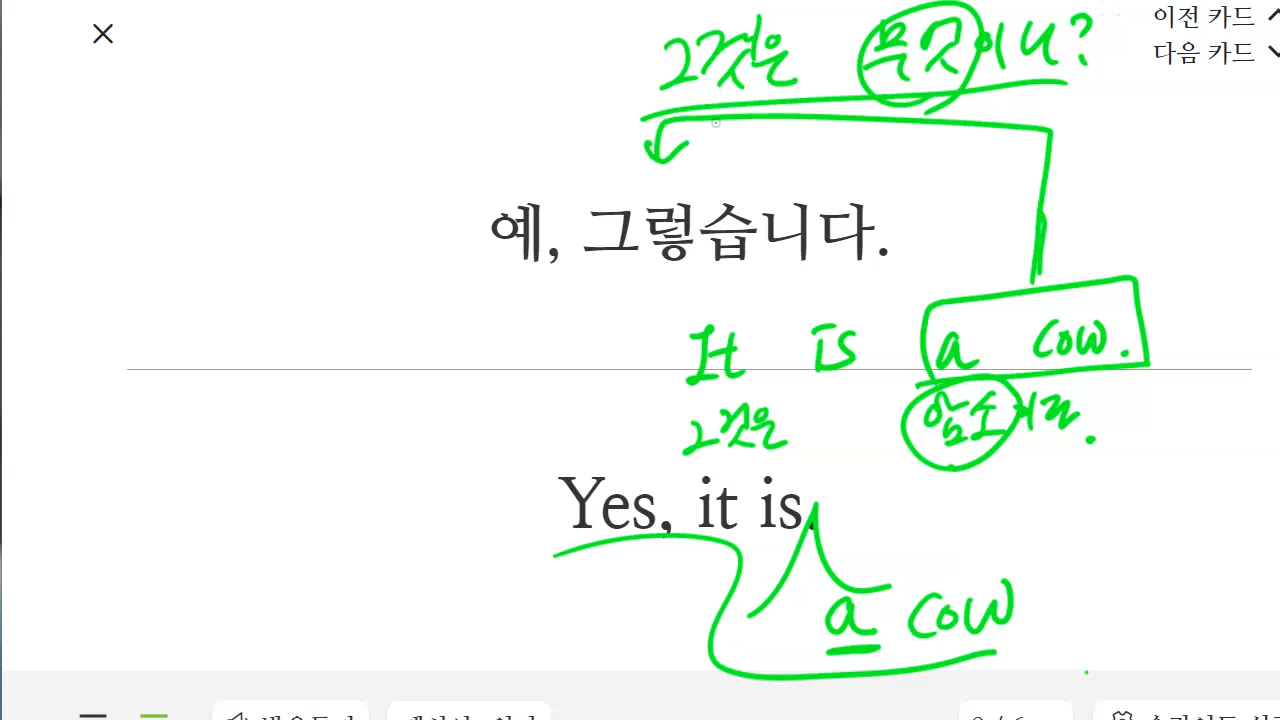 이전 카드
그것은 무엇이니?
다음 카드
예, 그렇습니다.
It is a cow.
그것은 암소이다.
Yes, it is.
a cow